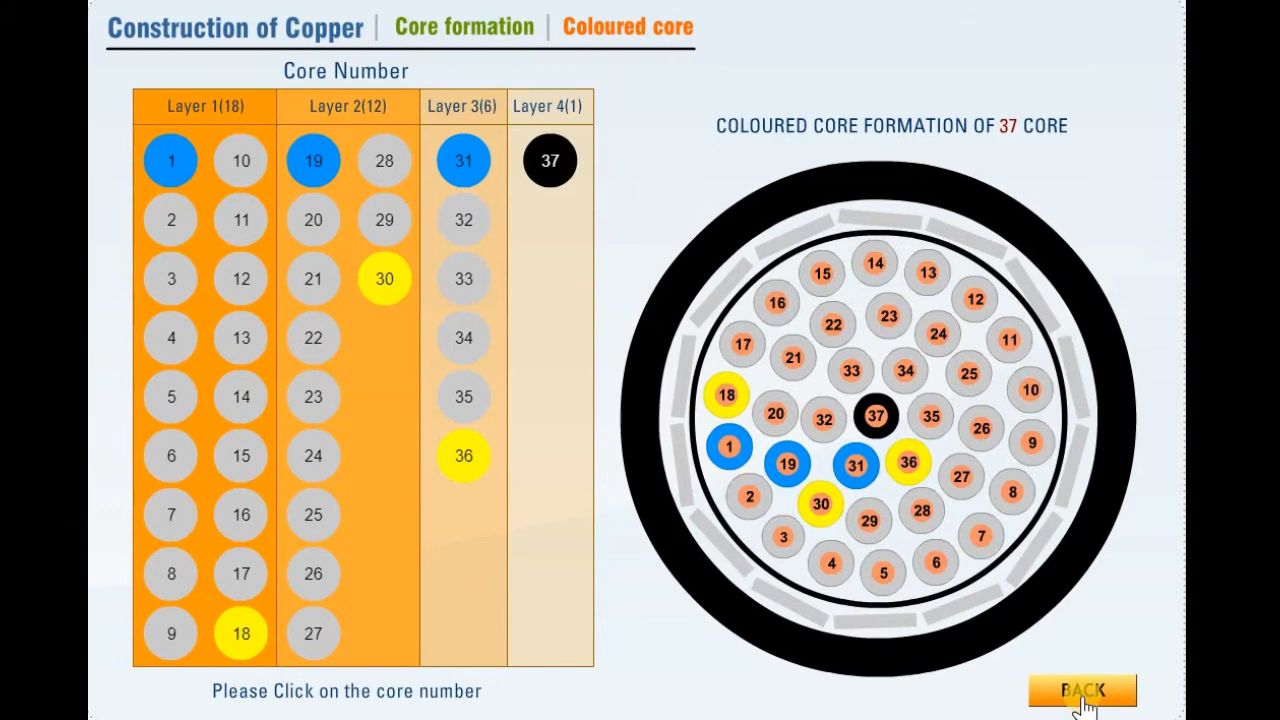 Construction of Copper | Core formation | Coloured core
Core Number
Layer 1(18) Layer 2(12) Layer 3(6) Layer 4(1)
1 10 19 28 31 37
2 11 20 29 32
3 12 21 30 33
4 13 22 34
5 14 23 35
6 15 24 36
7 16 25
8 17 26
9 18 27
Please Click on the core number
COLOURED CORE FORMATION OF 37 CORE
14
15 13
16 12
23
22 24
17 11
21
33 34 25
18 10
20 32 37 35 26
1 9
19 31 36 27
2 8
30 29 28
3 7
4 5 6
BACK